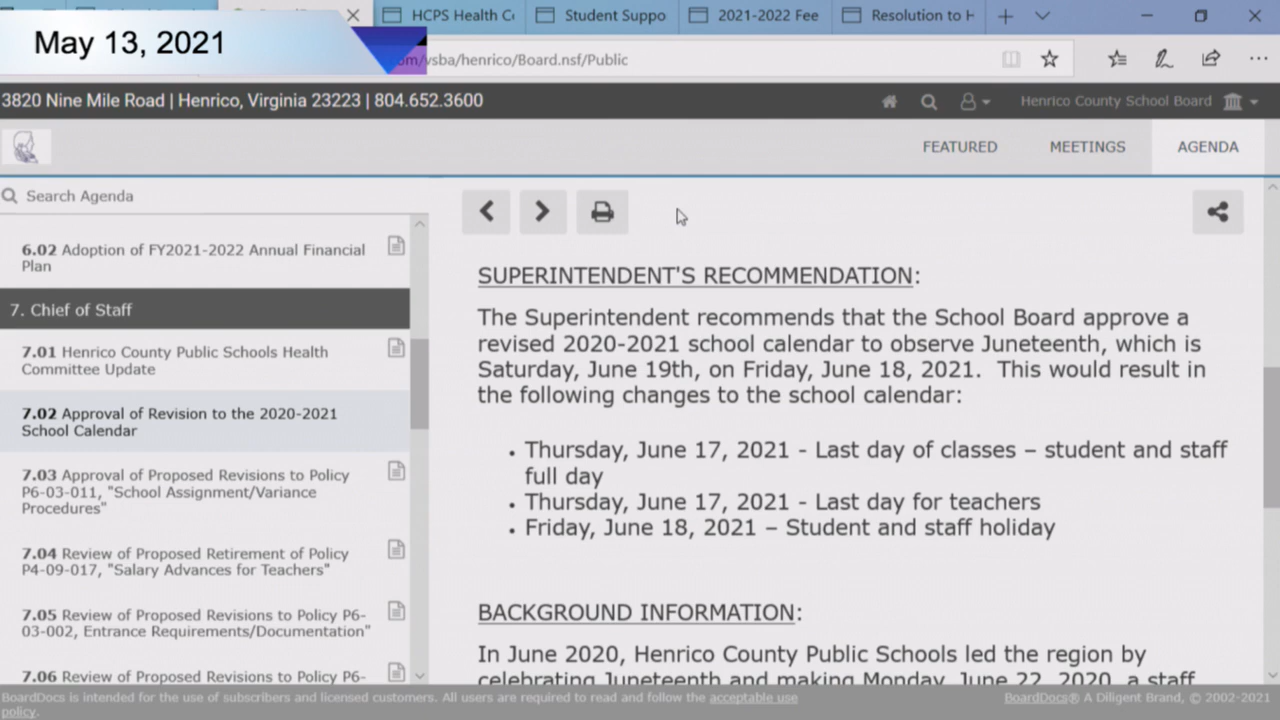 May 13, 2021
HCPS Health C
Student Suppo
2021-2022 Fee
Resolution to H
/vsba/henrico/Board.nsf/Public
3820 Nine Mile Road | Henrico, Virginia 23223 | 804.652.3600
Henrico County School Board
FEATURED
MEETINGS
AGENDA
Search Agenda
6.02 Adoption of FY2021-2022 Annual Financial
Plan
7. Chief of Staff
7.01 Henrico County Public Schools Health
Committee Update
7.02 Approval of Revision to the 2020-2021
School Calendar
7.03 Approval of Proposed Revisions to Policy
P6-03-011, "School Assignment/Variance
Procedures"
7.04 Review of Proposed Retirement of Policy
P4-09-017, "Salary Advances for Teachers"
7.05 Review of Proposed Revisions to Policy P6-
03-002, Entrance Requirements/Documentation"
7.06 Review of Proposed Revisions to Policy P6-
SUPERINTENDENT'S RECOMMENDATION:
The Superintendent recommends that the School Board approve a
revised 2020-2021 school calendar to observe Juneteenth, which is
Saturday, June 19th, on Friday, June 18, 2021. This would result in
the following changes to the school calendar:
• Thursday, June 17, 2021 - Last day of classes – student and staff
full day
• Thursday, June 17, 2021 - Last day for teachers
• Friday, June 18, 2021 – Student and staff holiday
BACKGROUND INFORMATION:
In June 2020, Henrico County Public Schools led the region by
celebrating Juneteenth and making Monday, June 22, 2020, a staff
BoardDocs is intended for the use of subscribers and licensed customers. All users are required to read and follow the acceptable use
policy.
BoardDocs® A Diligent Brand, © 2002-2021